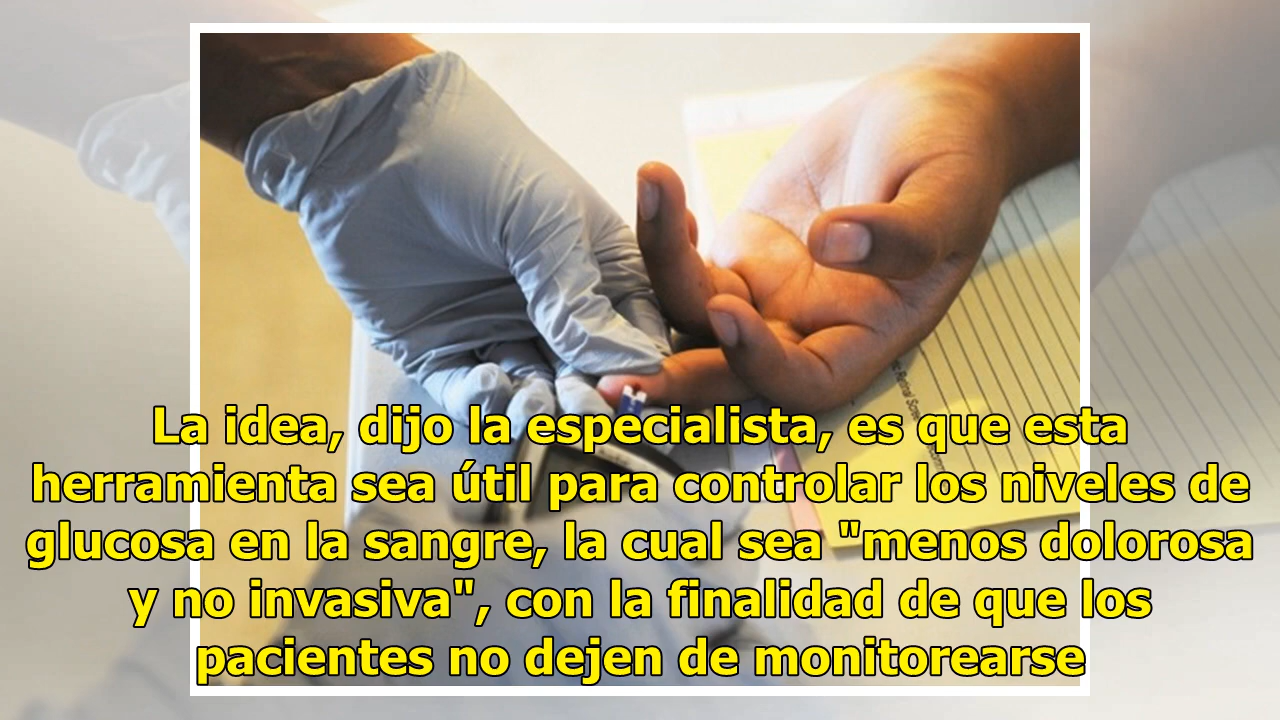 La idea, dijo la especialista, es que esta
herramienta sea útil para controlar los niveles de
glucosa en la sangre, la cual sea "menos dolorosa
y no invasiva", con la finalidad de que los
pacientes no dejen de monitorearse